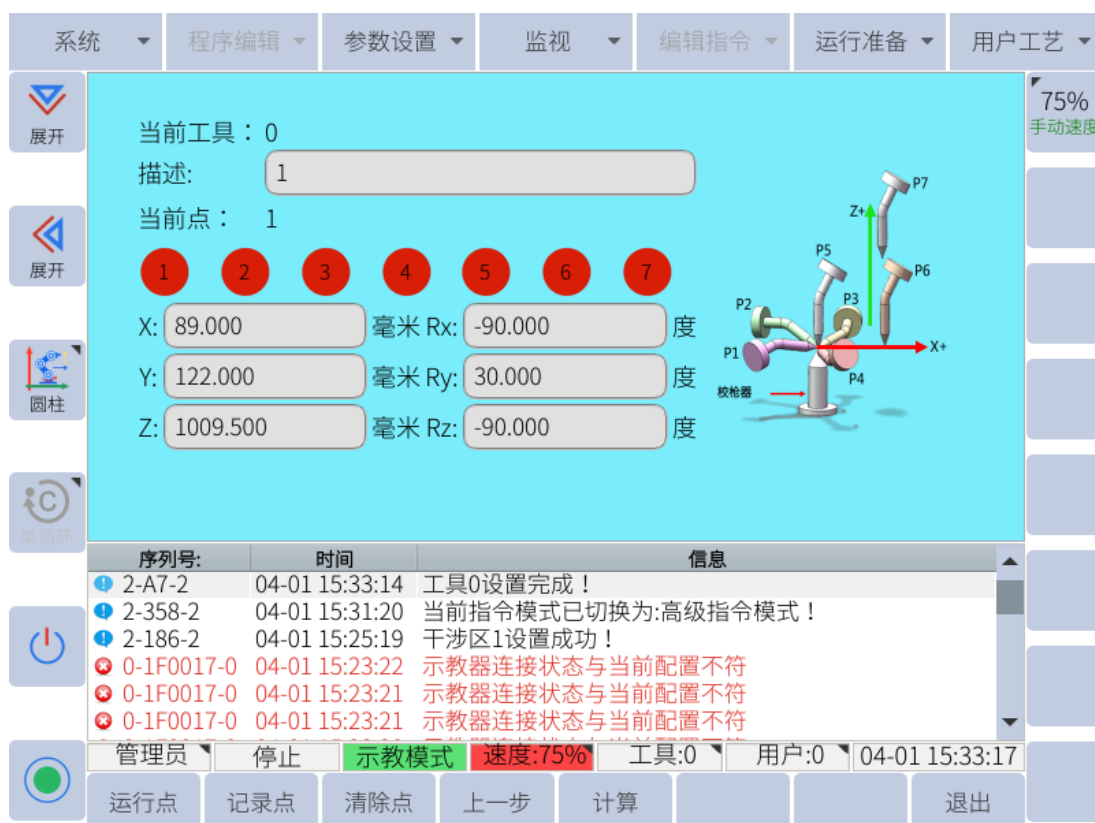 系统 程序编辑 参数设置 监视 编辑指令 运行准备 用户工艺
展开
75%
手动速度
当前工具：0
描述: 1
当前点： 1
展开
1 2 3 4 5 6 7
X: 89.000 毫米 Rx: -90.000 度
Y: 122.000 毫米 Ry: 30.000 度
Z: 1009.500 毫米 Rz: -90.000 度
P7
Z+
P5
P6
P2
P3
P1
X+
P4
校枪器
圆柱
单循环
序列号: 时间 信息
2-A7-2 04-01 15:33:14 工具0设置完成！
2-358-2 04-01 15:31:20 当前指令模式已切换为:高级指令模式！
2-186-2 04-01 15:25:19 干涉区1设置成功！
0-1F0017-0 04-01 15:23:22 示教器连接状态与当前配置不符
0-1F0017-0 04-01 15:23:21 示教器连接状态与当前配置不符
0-1F0017-0 04-01 15:23:21 示教器连接状态与当前配置不符
管理员 停止 示教模式 速度:75% 工具:0 用户:0 04-01 15:33:17
运行点 记录点 清除点 上一步 计算 退出